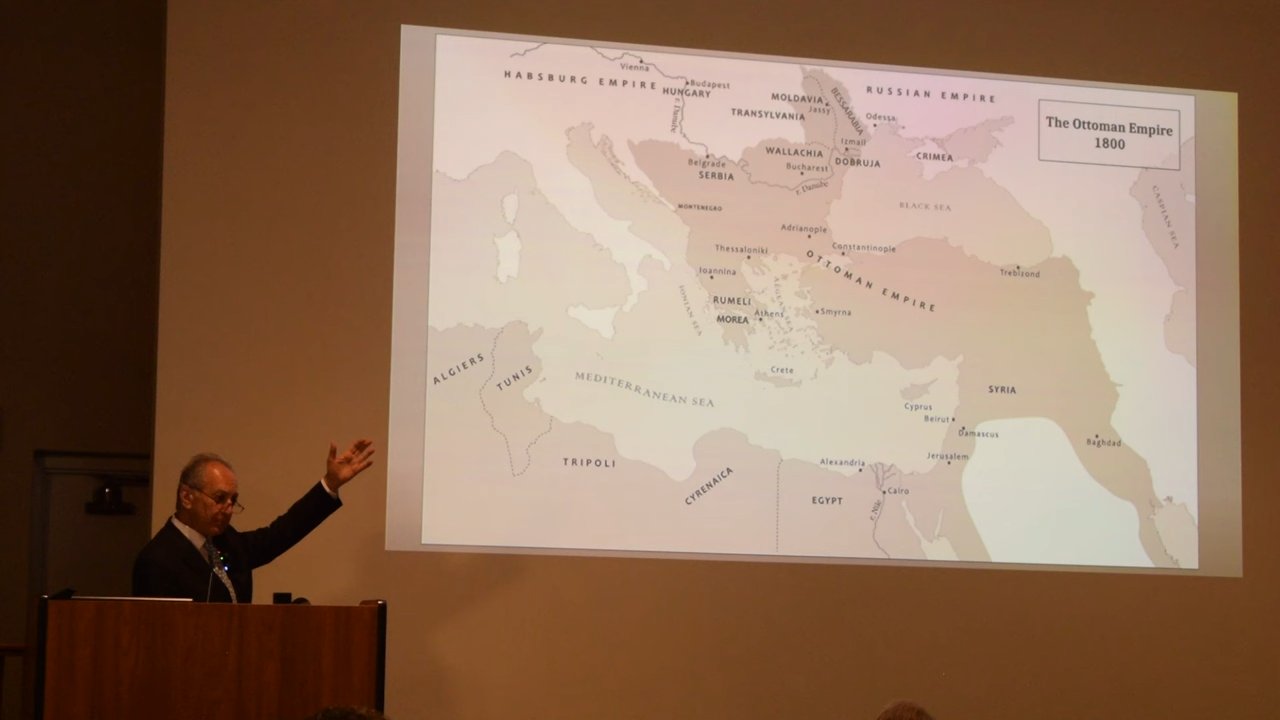 The Ottoman Empire
1800
Vienna
HABSBURG EMPIRE
Budapest
HUNGARY
r. Danube
MOLDAVIA
Jassy
BESSARABIA
RUSSIAN EMPIRE
TRANSYLVANIA
Odessa
Izmail
WALLACHIA
DOBRUJA
CRIMEA
Belgrade
SERBIA
Bucharest
r. Danube
MONTENEGRO
BLACK SEA
CASPIAN SEA
Adrianople
Constantinople
Thessaloniki
OTTOMAN EMPIRE
Trebizond
Ioannina
IONIAN SEA
AEGEAN SEA
RUMELI
MOREA
Athens
Smyrna
ALGIERS
TUNIS
MEDITERRANEAN SEA
Crete
SYRIA
Cyprus
Beirut
Damascus
Baghdad
Jerusalem
Alexandria
TRIPOLI
CYRENAICA
EGYPT
Cairo
r. Nile